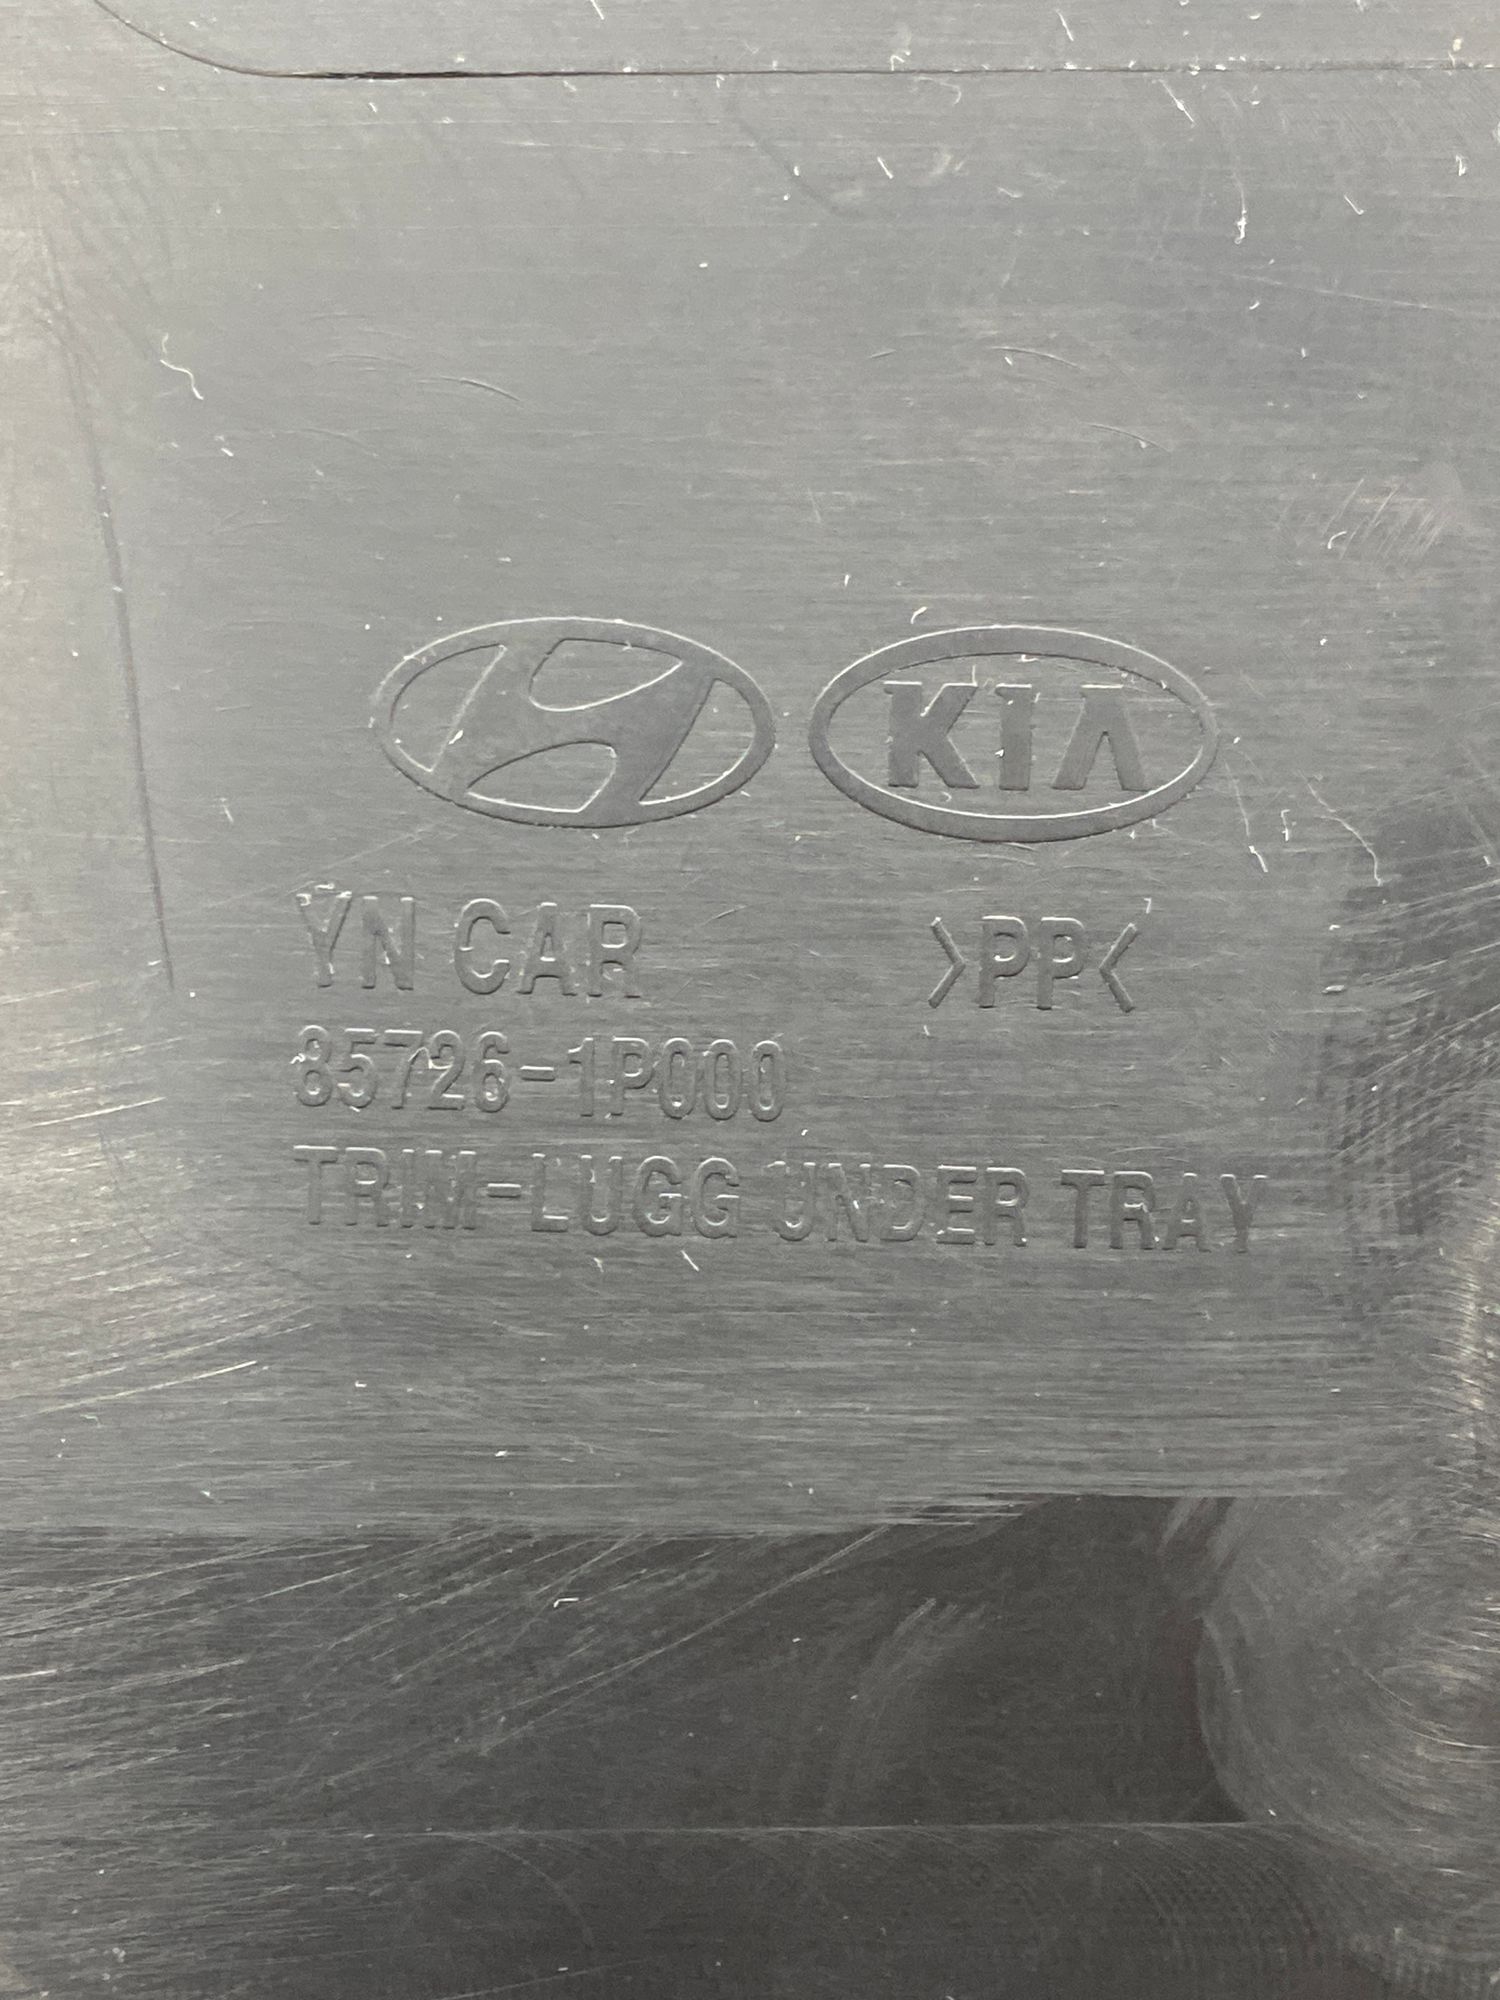 KIA
YN CAR >PP<
85726-1P000
TRIM-LUGG UNDER TRAY